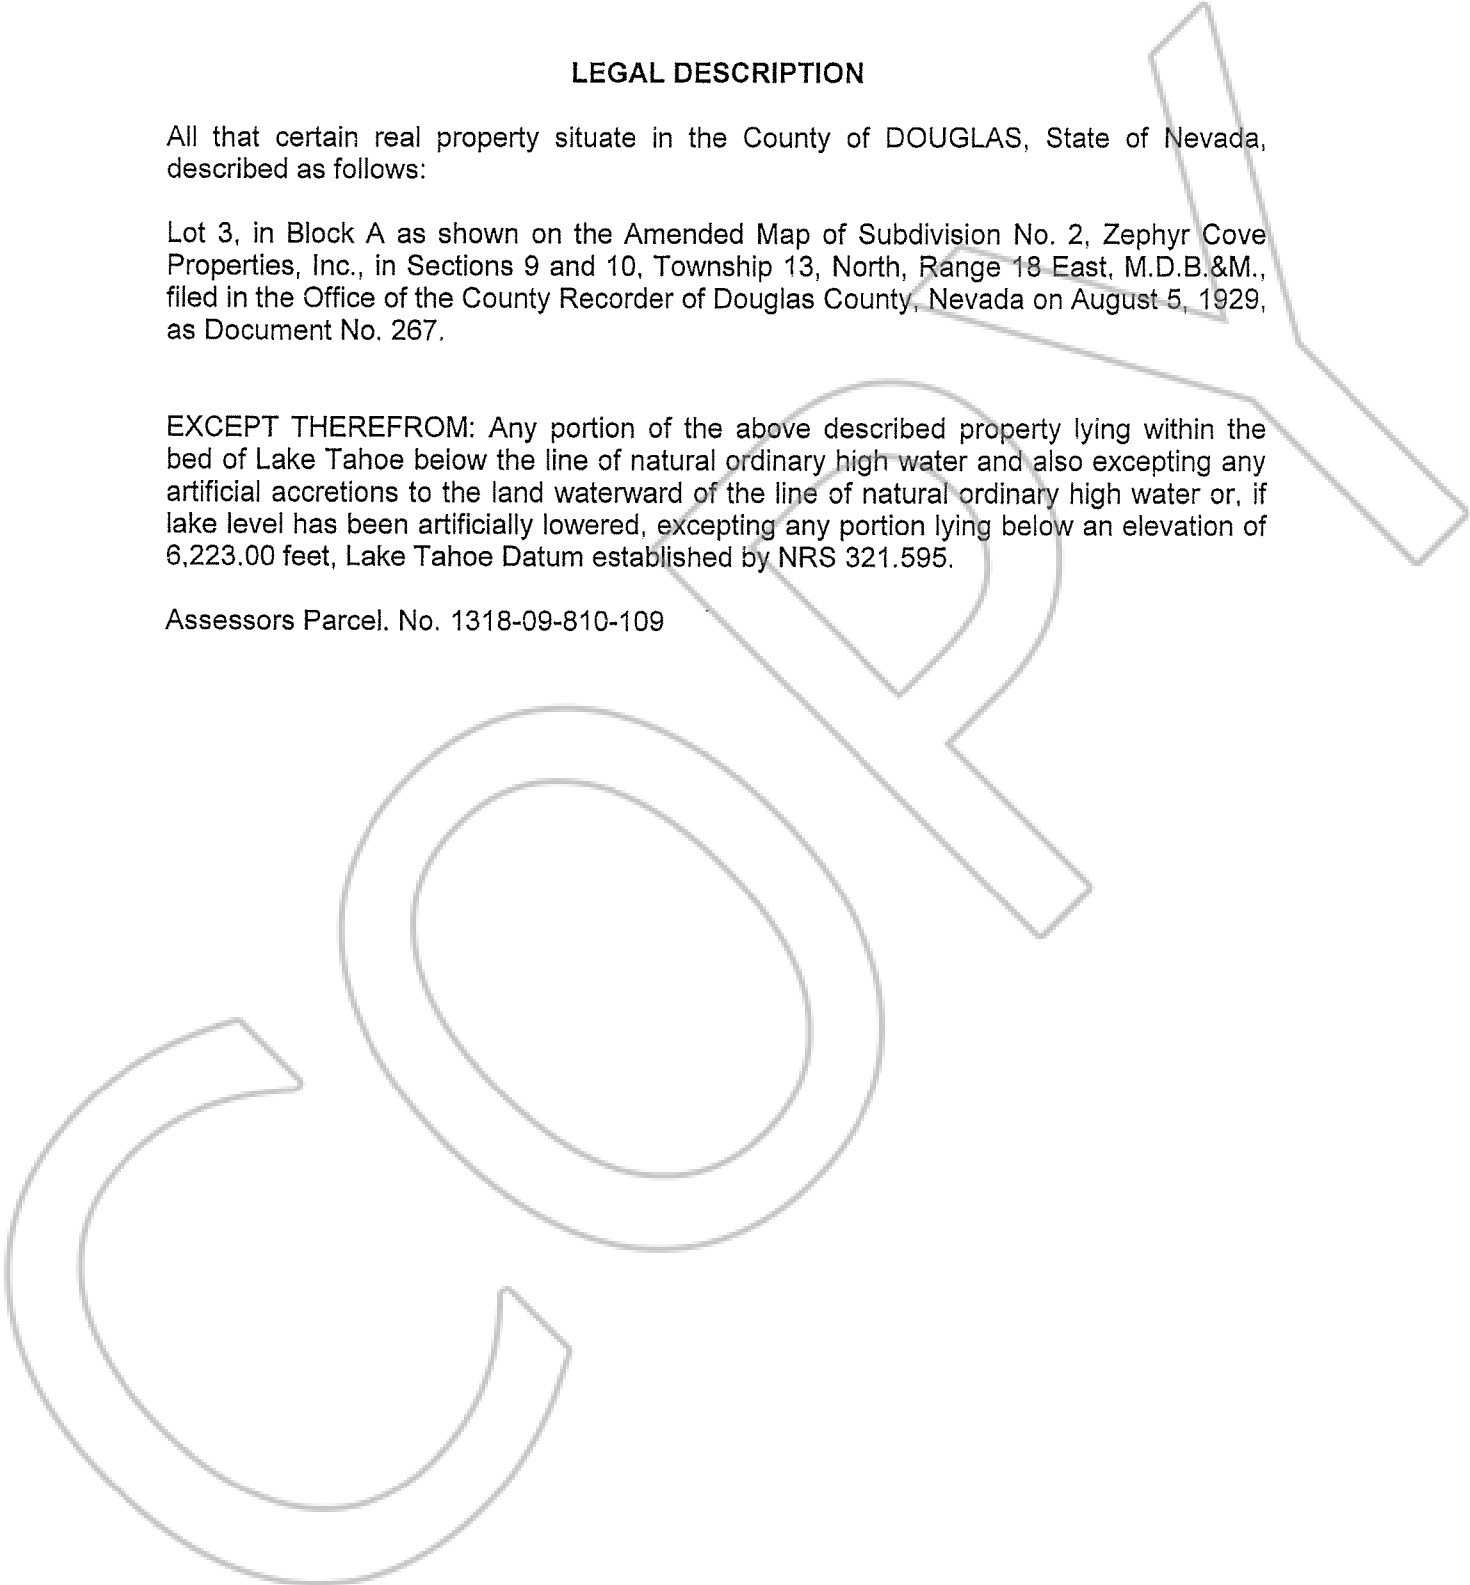 LEGAL DESCRIPTION
All that certain real property situate in the County of DOUGLAS, State of Nevada,
described as follows:
Lot 3, in Block A as shown on the Amended Map of Subdivision No. 2, Zephyr Cove
Properties, Inc., in Sections 9 and 10, Township 13, North, Range 18 East, M.D.B.&M.,
filed in the Office of the County Recorder of Douglas County, Nevada on August 5, 1929,
as Document No. 267.
EXCEPT THEREFROM: Any portion of the above described property lying within the
bed of Lake Tahoe below the line of natural ordinary high water and also excepting any
artificial accretions to the land waterward of the line of natural ordinary high water or, if
lake level has been artificially lowered, excepting any portion lying below an elevation of
6,223.00 feet, Lake Tahoe Datum established by NRS 321.595.
Assessors Parcel. No. 1318-09-810-109
COPY